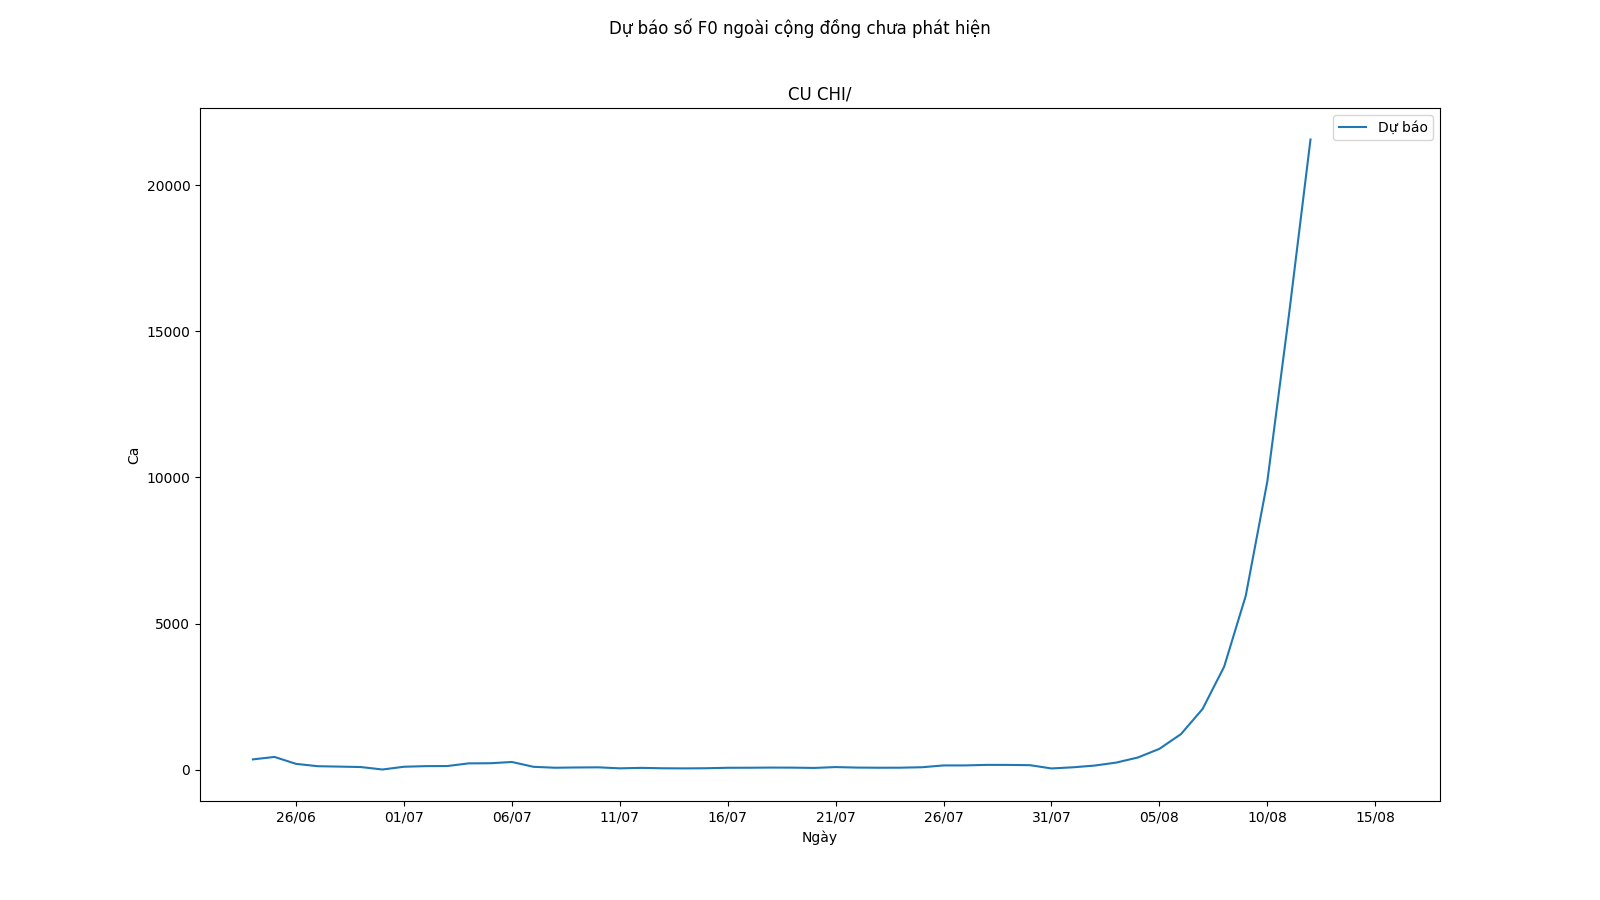 Dự báo số F0 ngoài cộng đồng chưa phát hiện
CU CHI/
Dự báo
20000
15000
10000
5000
0
Ca
26/06 01/07 06/07 11/07 16/07 21/07 26/07 31/07 05/08 10/08 15/08
Ngày